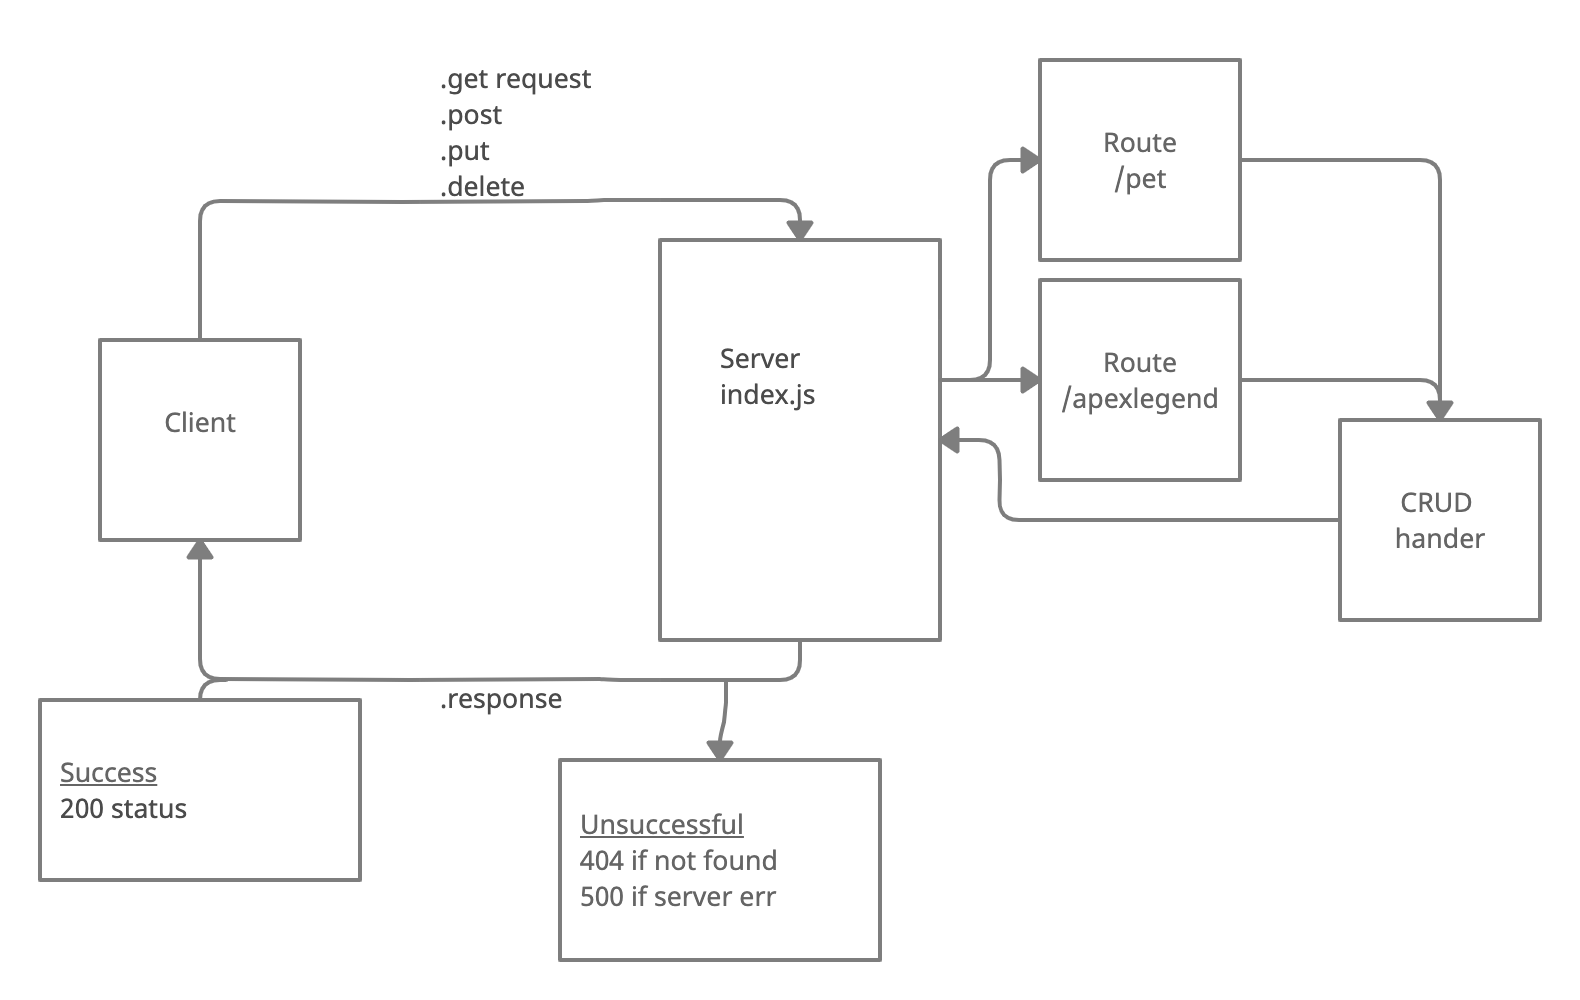 .get request
.post
.put
.delete
Route
/pet
Server
index.js
Route
/apexlegend
Client
CRUD
hander
.response
Success
200 status
Unsuccessful
404 if not found
500 if server err